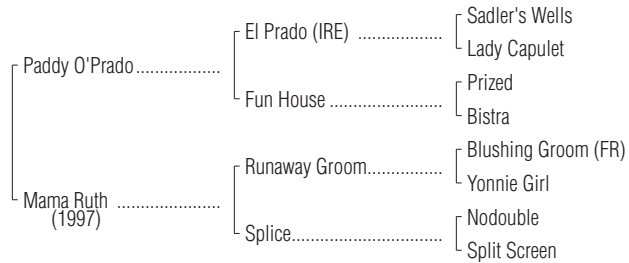 Sadler's Wells
El Prado (IRE) ..................
Lady Capulet
Paddy O'Prado.................
Prized
Fun House ........................
Bistra
Blushing Groom (FR)
Runaway Groom................
Yonnie Girl
Mama Ruth .....................
(1997)
Nodouble
Splice................................
Split Screen